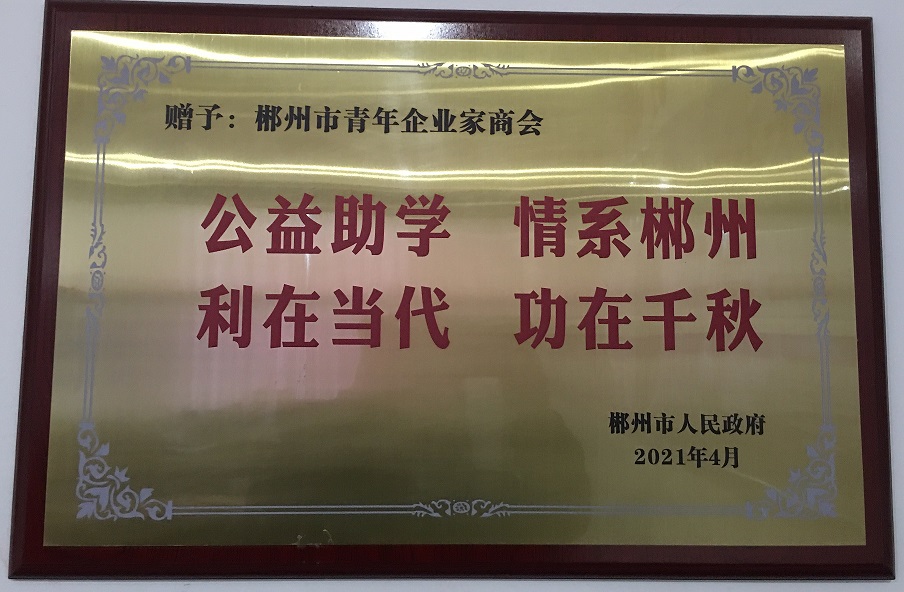 赠予：郴州市青年企业家商会
公益助学 情系郴州
利在当代 功在千秋
郴州市人民政府
2021年4月